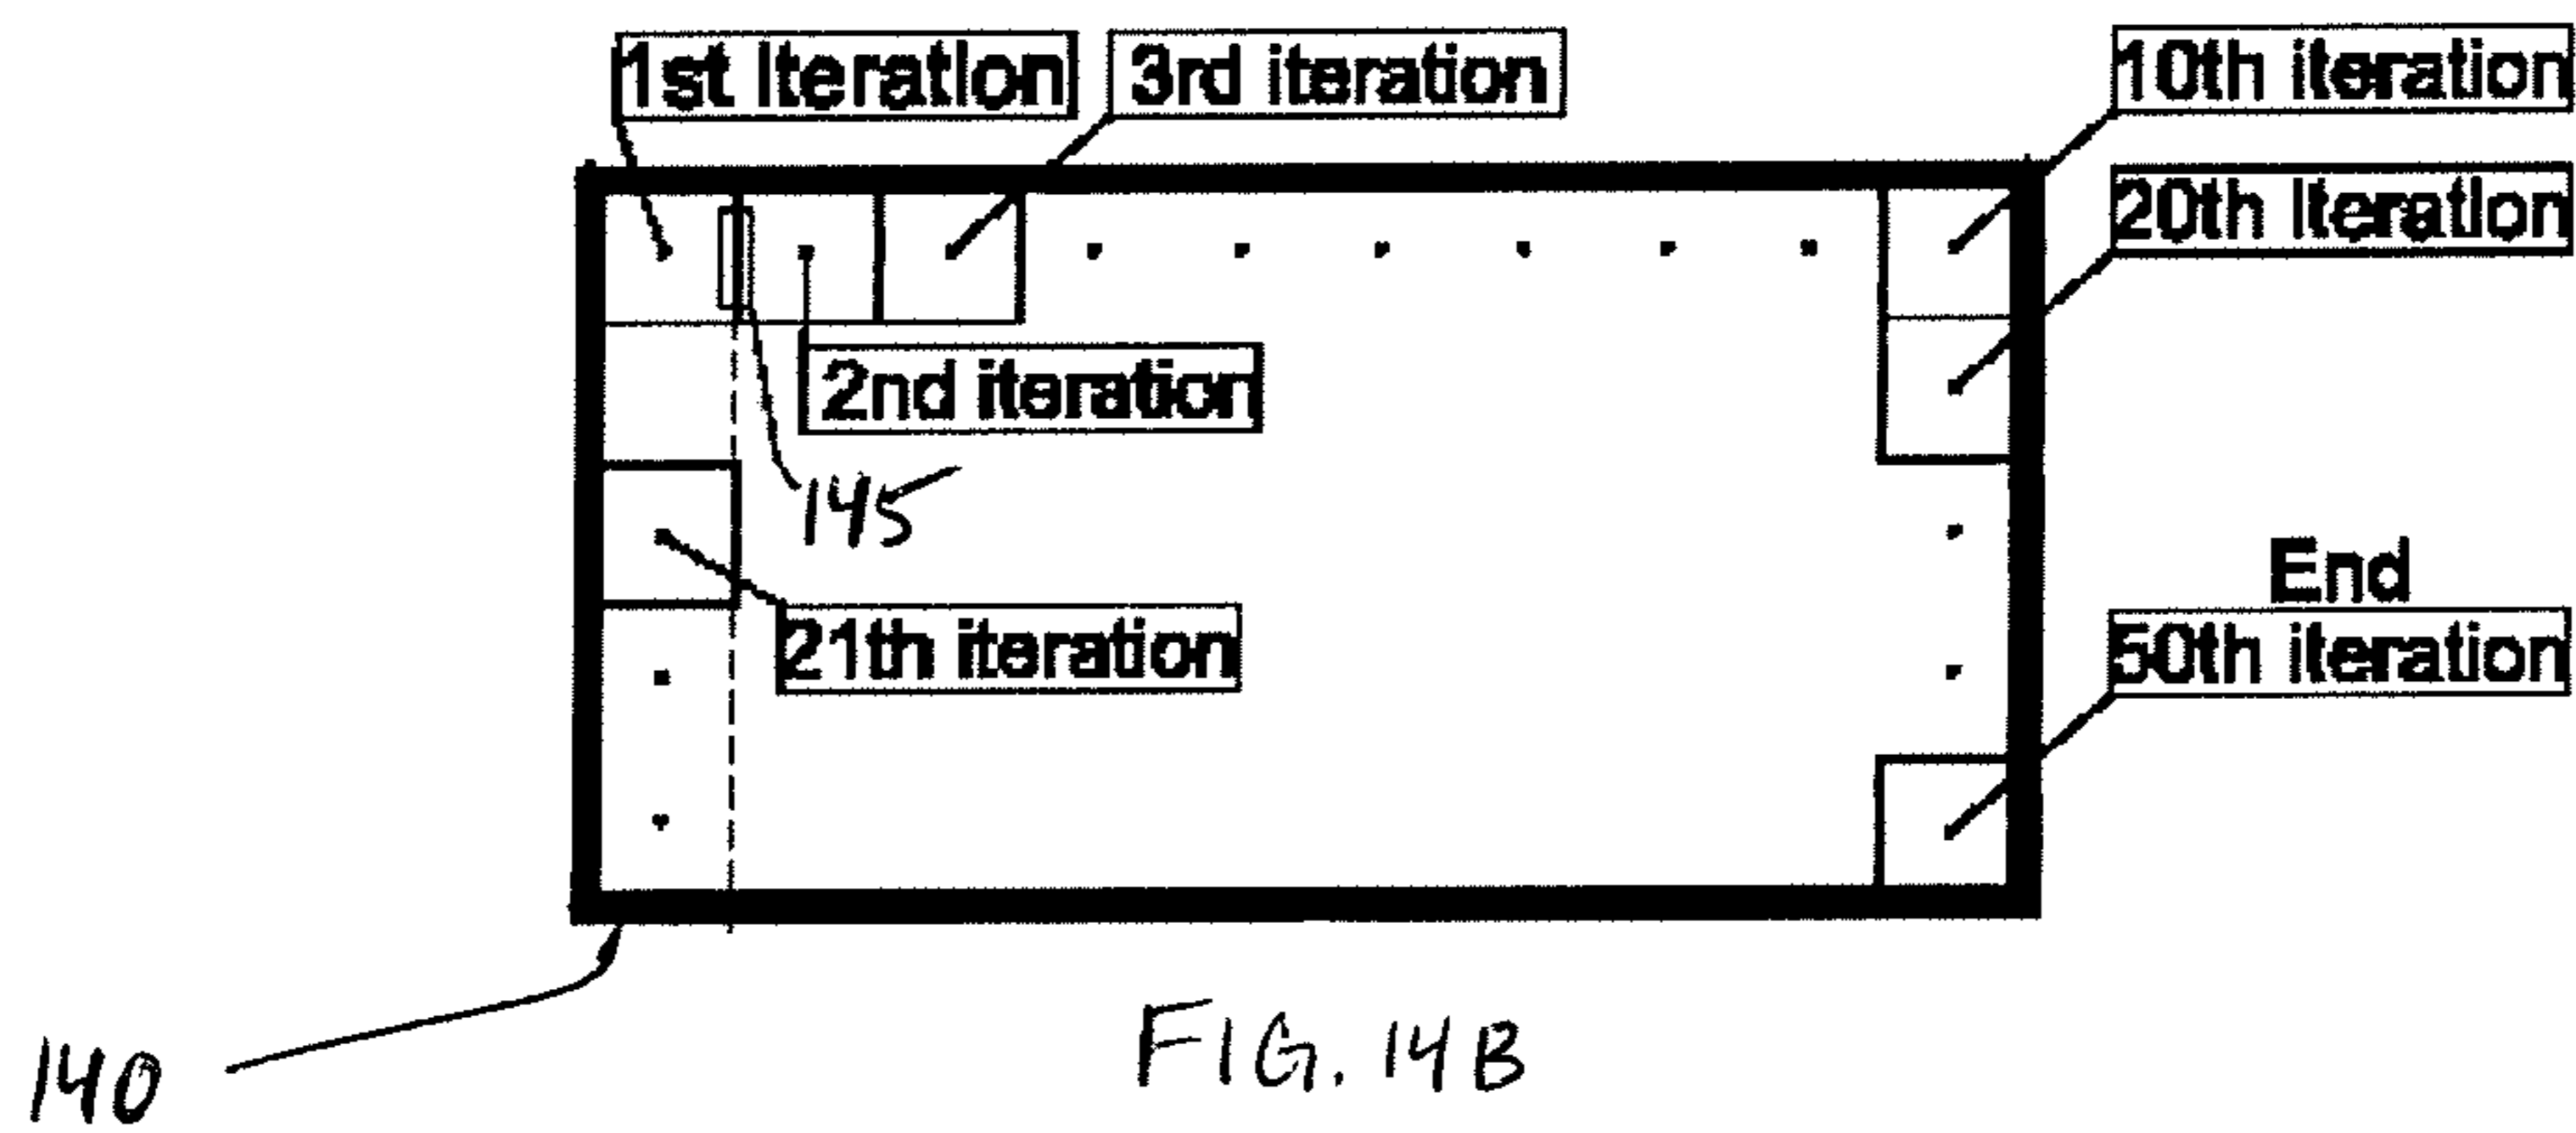 1st iteration
3rd iteration
10th iteration
20th iteration
2nd iteration
145
End
21th iteration
50th iteration
140
FIG. 14B